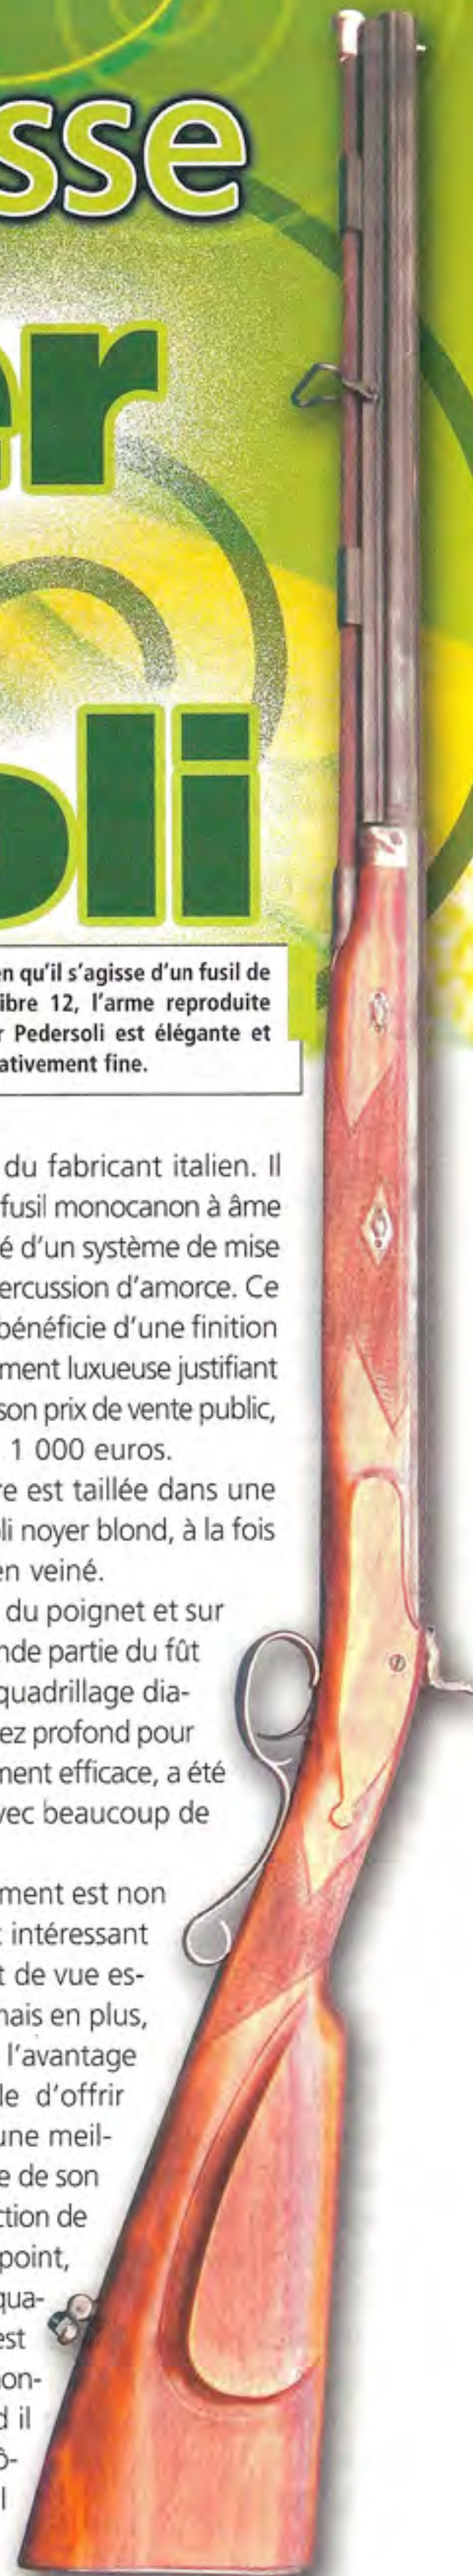 sse
er
oli
en qu'il s'agisse d'un fusil de
ibre 12, l'arme reproduite
r Pedersoli est élégante et
ativement fine.
du fabricant italien. Il
fusil monocanon à âme
é d'un système de mise
ercussion d'amorce. Ce
bénéficie d'une finition
ment luxueuse justifiant
son prix de vente public,
1 000 euros.
re est taillée dans une
oli noyer blond, à la fois
en veiné.
du poignet et sur
nde partie du fût
quadrillage dia-
ez profond pour
ment efficace, a été
vec beaucoup de
ment est non
t intéressant
t de vue es-
mais en plus,
l'avantage
le d'offrir
une meil-
e de son
ction de
point,
qua-
est
on-
d il
ô-
l